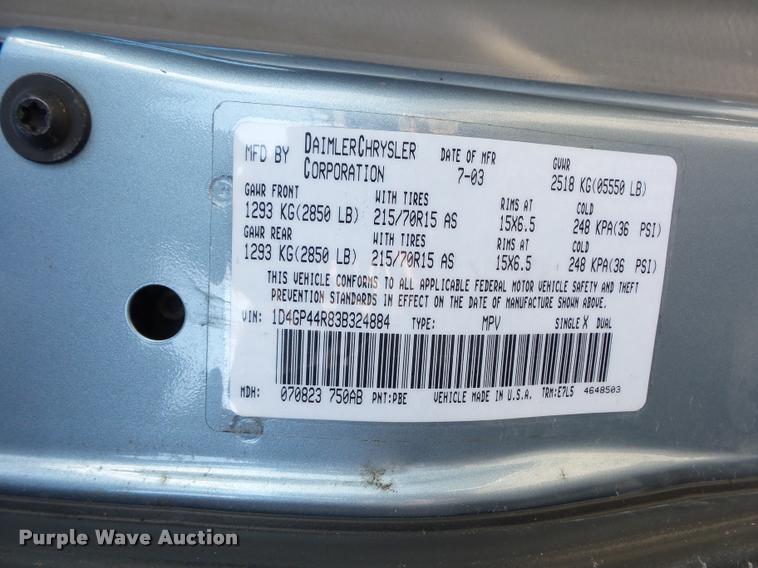 MFD BY DAIMLERCHRYSLER CORPORATION DATE OF MFR 7-03 GVWR 2518 KG(05550 LB)
GAWR FRONT WITH TIRES RIMS AT COLD
1293 KG(2850 LB) 215/70R15 AS 15X6.5 248 KPA(36 PSI)
GAWR REAR WITH TIRES RIMS AT COLD
1293 KG(2850 LB) 215/70R15 AS 15X6.5 248 KPA(36 PSI)
THIS VEHICLE CONFORMS TO ALL APPLICABLE FEDERAL MOTOR VEHICLE SAFETY AND THEFT
PREVENTION STANDARDS IN EFFECT ON THE DATE OF MANUFACTURE SHOWN ABOVE.
VIN: 1D4GP44R83B324884 TYPE: MPV SINGLE X DUAL
MDH: 070823 750AB PNT:PBE VEHICLE MADE IN U.S.A. TRM:E7L5 4648503
Purple Wave Auction